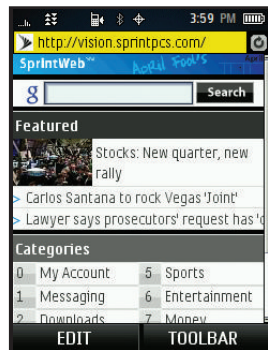 3:59 PM
http://vision.sprintpcs.com/
SprintWeb℠ April Fool's
g Search
Featured
Stocks: New quarter, new
rally
> Carlos Santana to rock Vegas 'Joint'
> Lawyer says prosecutors' request has 'd
Categories
0 My Account 5 Sports
1 Messaging 6 Entertainment
2 Downloads 7 Money
EDIT TOOLBAR